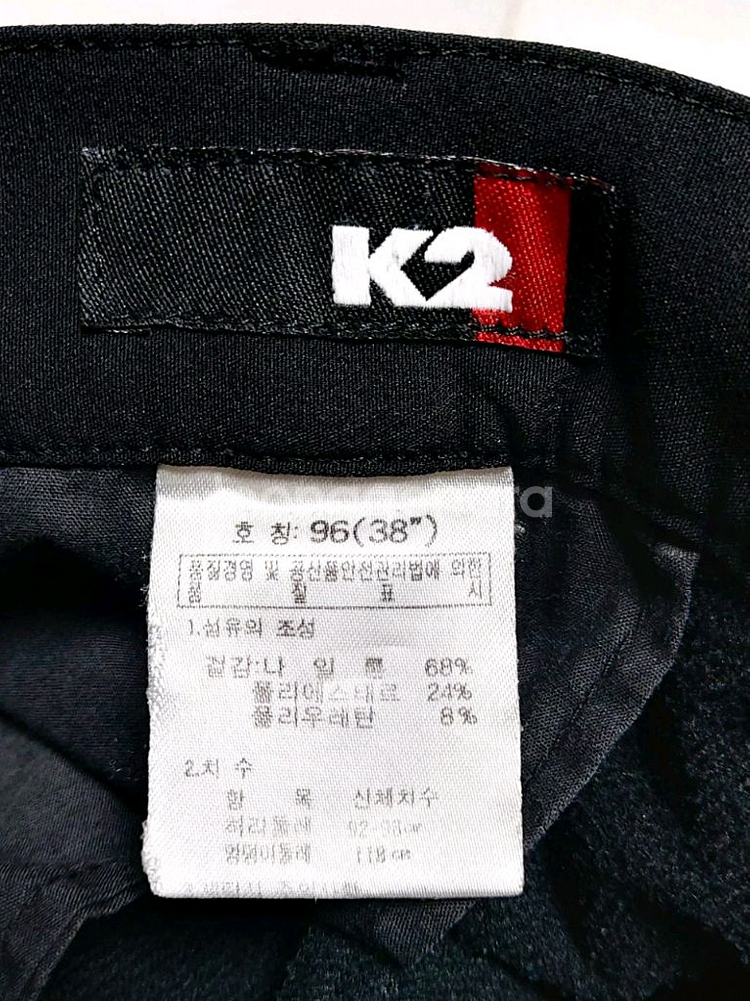 K2
호 칭: 96(38")
품질경영 및 공산품안전관리법에 의한
품 질 표 시
1.섬유의 조성
겉감:나 일 론 68%
폴리에스테르 24%
폴리우레탄 8%
2.치 수
항 목 신체치수
허리둘레
엉덩이둘레 118cm